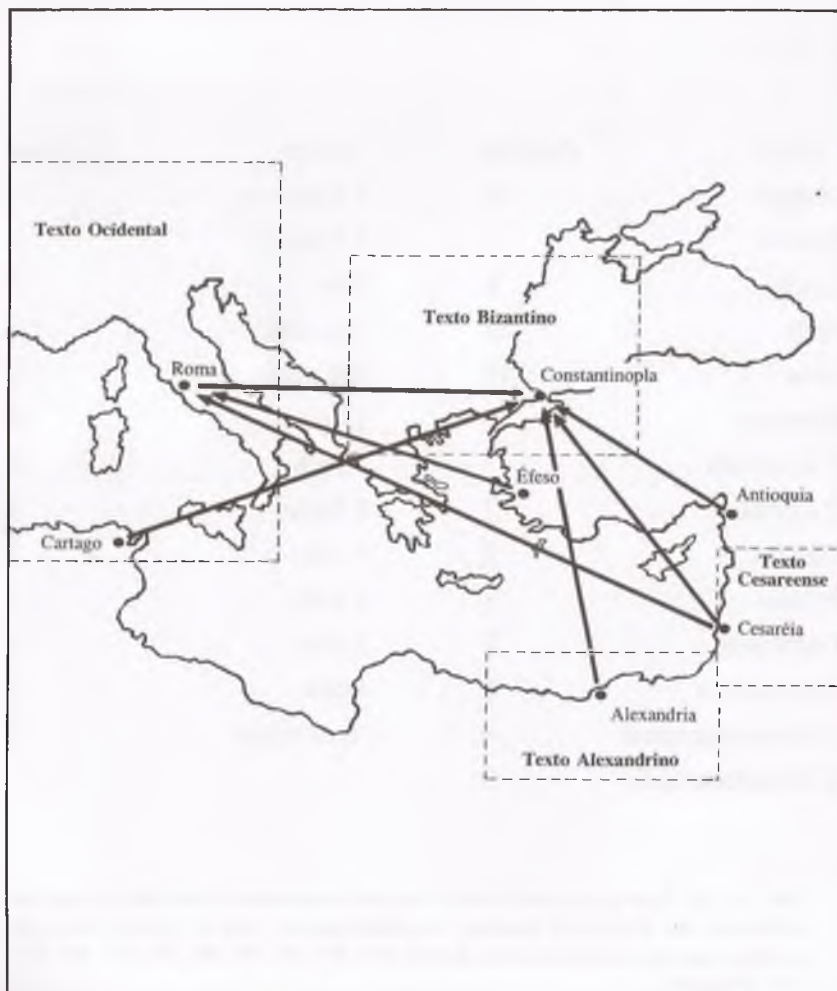 Texto Ocidental
Texto Bizantino
Roma
Constantinopla
Éfeso
Antioquia
Cartago
Texto
Cesareense
Cesaréia
Alexandria
Texto Alexandrino